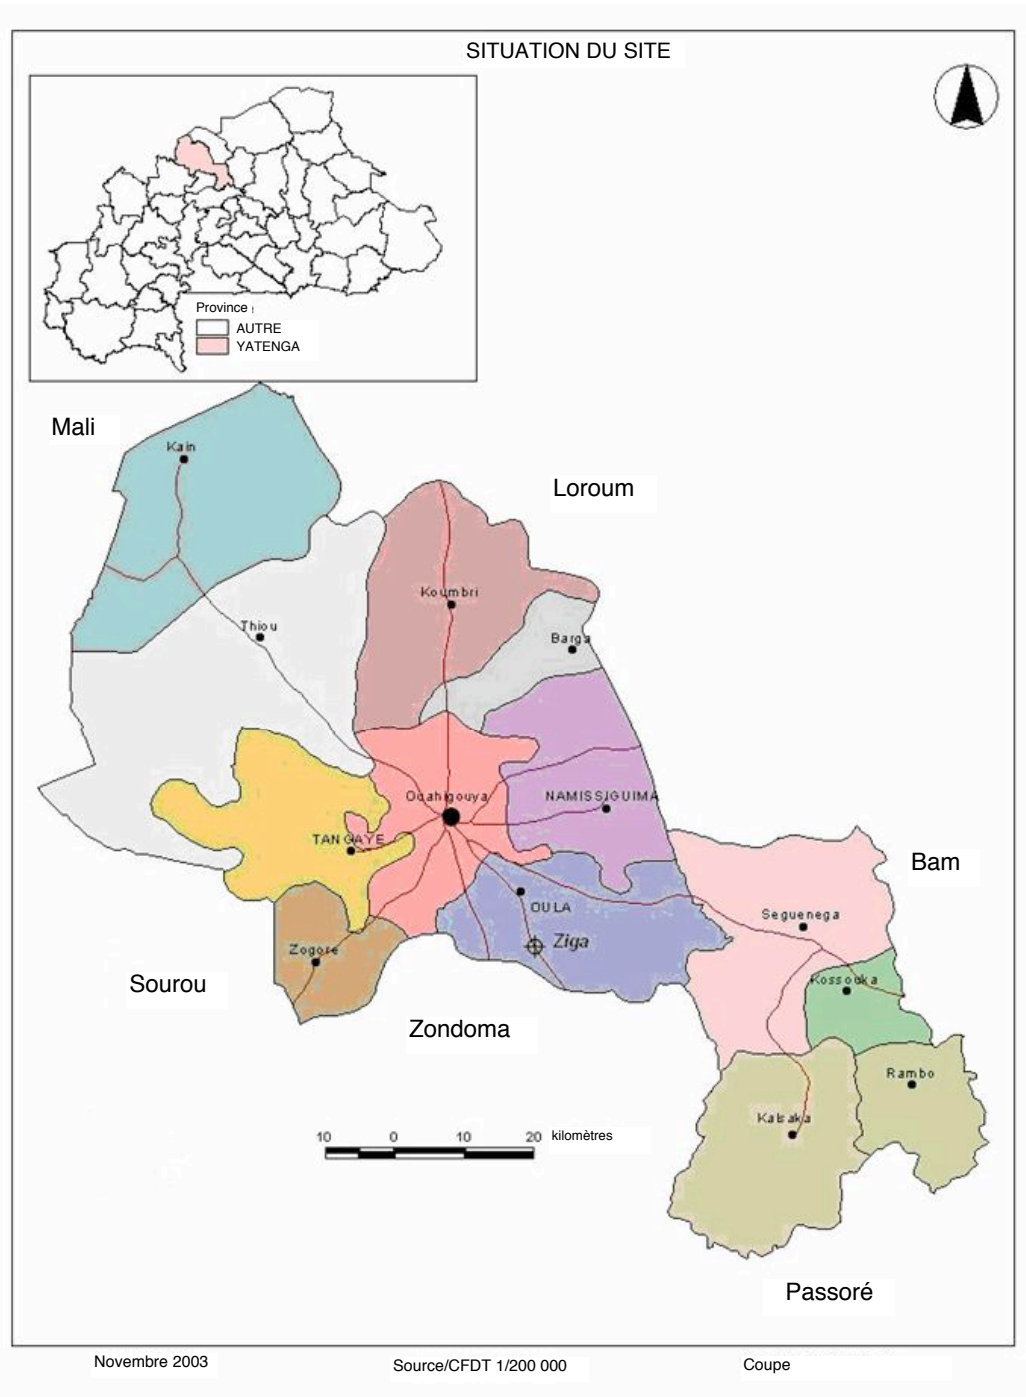 SITUATION DU SITE
Province !
AUTRE
YATENGA
Mali
Kain
Loroum
Koumbri
Thiou
Barga
Ouahigouya
NAMISSIGUIMA
TANGAYE
Bam
OULA
Seguenega
Ziga
Zogore
Kossouka
Sourou
Zondoma
Rambo
Kalsaka
10 0 10 20 kilomètres
Passoré
Novembre 2003 Source/CFDT 1/200 000 Coupe